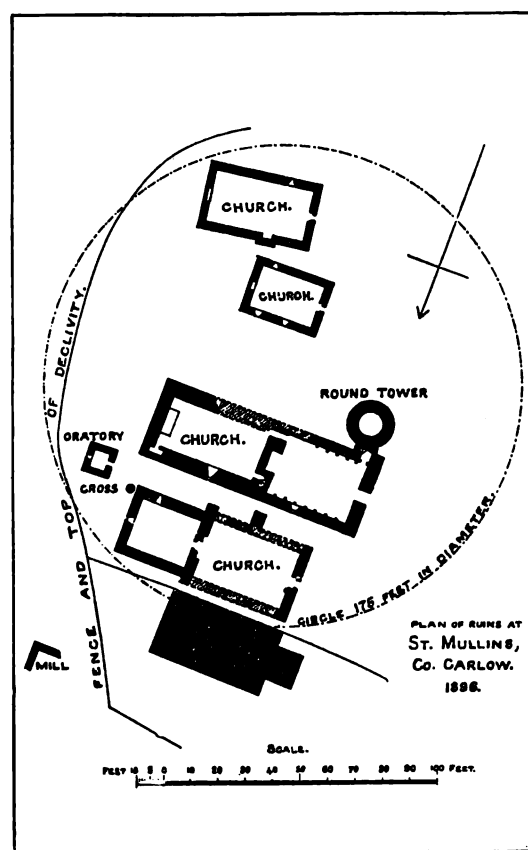 CHURCH.
CHURCH.
ROUND TOWER
CHURCH.
ORATORY
CROSS
CHURCH.
FENCE AND TOP OF DECLIVITY.
CIRCLE 175 FEET IN DIAMETER.
MILL
PLAN OF RUINS AT
ST. MULLINS,
CO. CARLOW.
1896.
SCALE.
FEET 10 5 0 10 20 30 40 50 60 70 80 90 100 FEET.